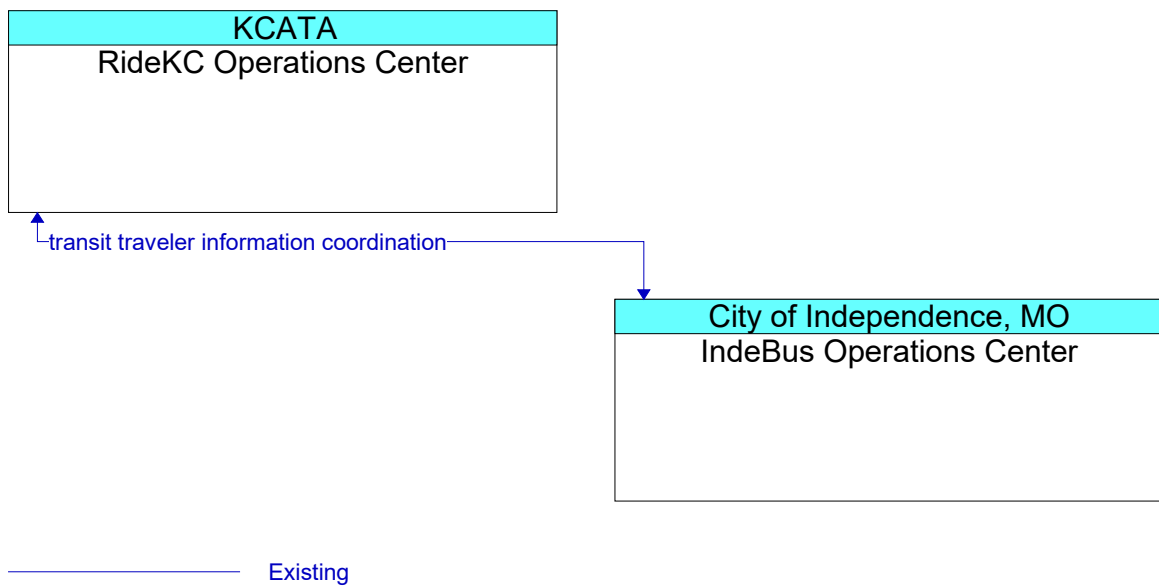 KCATA
RideKC Operations Center
transit traveler information coordination
City of Independence, MO
IndeBus Operations Center
Existing